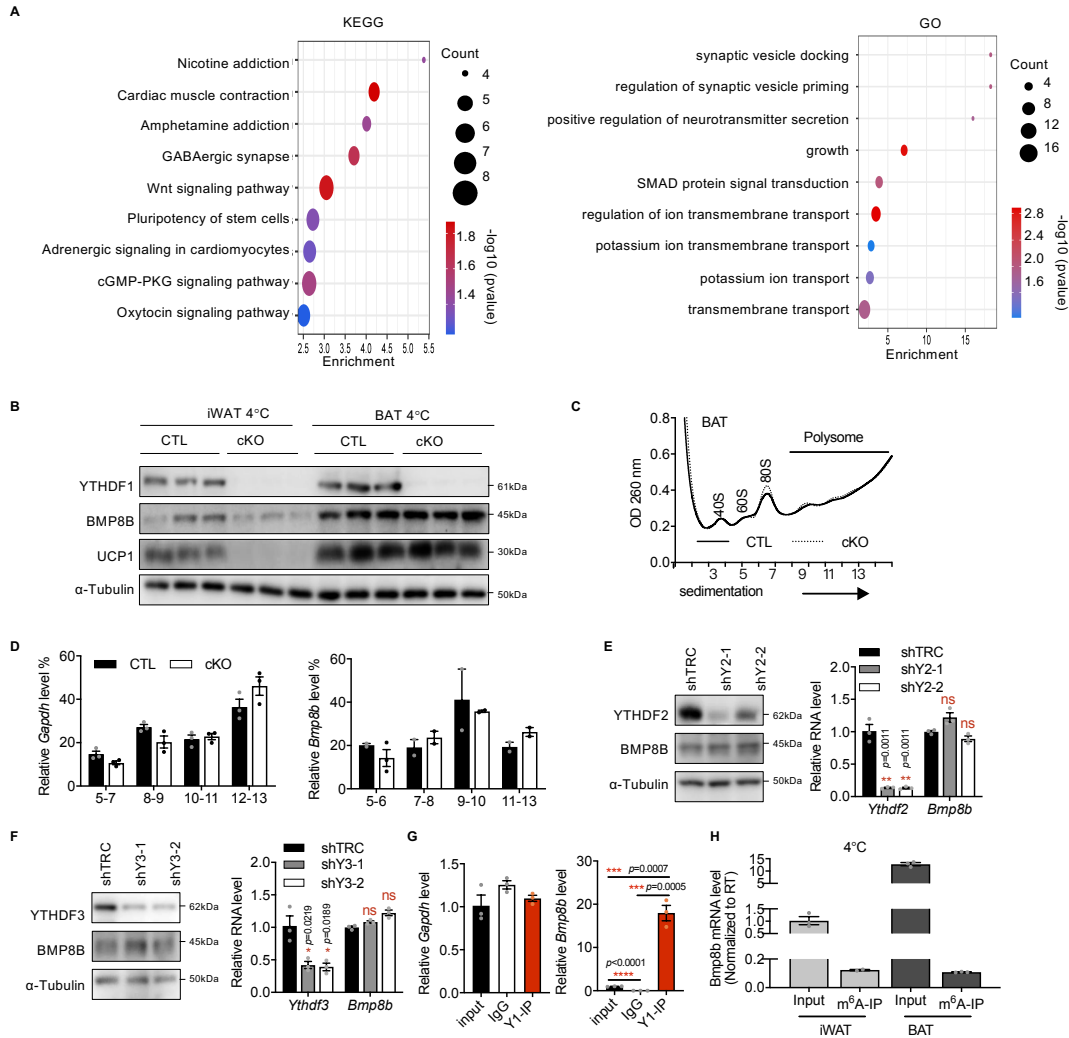 A
KEGG
Nicotine addiction
Cardiac muscle contraction
Amphetamine addiction
GABAergic synapse
Wnt signaling pathway
Pluripotency of stem cells
Adrenergic signaling in cardiomyocytes
cGMP-PKG signaling pathway
Oxytocin signaling pathway
2.5 3.0 3.5 4.0 4.5 5.0 5.5
Enrichment
Count
4
5
6
7
8
1.8
1.6
1.4
-log10 (pvalue)
GO
synaptic vesicle docking
regulation of synaptic vesicle priming
positive regulation of neurotransmitter secretion
growth
SMAD protein signal transduction
regulation of ion transmembrane transport
potassium ion transmembrane transport
potassium ion transport
transmembrane transport
5 10 15
Enrichment
Count
4
8
12
16
2.8
2.4
2.0
1.6
-log10 (pvalue)
B
iWAT 4°C BAT 4°C
CTL cKO CTL cKO
YTHDF1 61kDa
BMP8B 45kDa
UCP1 30kDa
α-Tubulin 50kDa
C
BAT
Polysome
40S
60S
80S
OD 260 nm
0.8
0.6
0.4
0.2
0.0
CTL cKO
1 3 5 7 9 11 13
sedimentation
D
Relative Gapdh level %
60
40
20
0
CTL cKO
5-7 8-9 10-11 12-13
Relative Bmp8b level %
60
40
20
0
5-6 7-8 9-10 11-13
E
shTRC
shY2-1
shY2-2
YTHDF2 62kDa
BMP8B 45kDa
α-Tubulin 50kDa
shTRC
shY2-1
shY2-2
Relative RNA level
2.0
1.5
1.0
0.5
0.0
p=0.0011
p=0.0011
** **
ns
ns
Ythdf2 Bmp8b
F
shTRC
shY3-1
shY3-2
YTHDF3 62kDa
BMP8B 45kDa
α-Tubulin 50kDa
shTRC
shY3-1
shY3-2
Relative RNA level
2.0
1.5
1.0
0.5
0.0
p=0.0219
p=0.0189
* *
ns
ns
Ythdf3 Bmp8b
G
Relative Gapdh level
1.5
1.0
0.5
0.0
input
IgG
Y1-IP
Relative Bmp8b level
30
20
10
0
p=0.0007
***
*** p=0.0005
p<0.0001
****
input
IgG
Y1-IP
H
4°C
Bmp8b mRNA level
(Normalized to RT)
15
10
5
1.5
1.0
0.5
0.2
0.0
Input m⁶A-IP Input m⁶A-IP
iWAT BAT